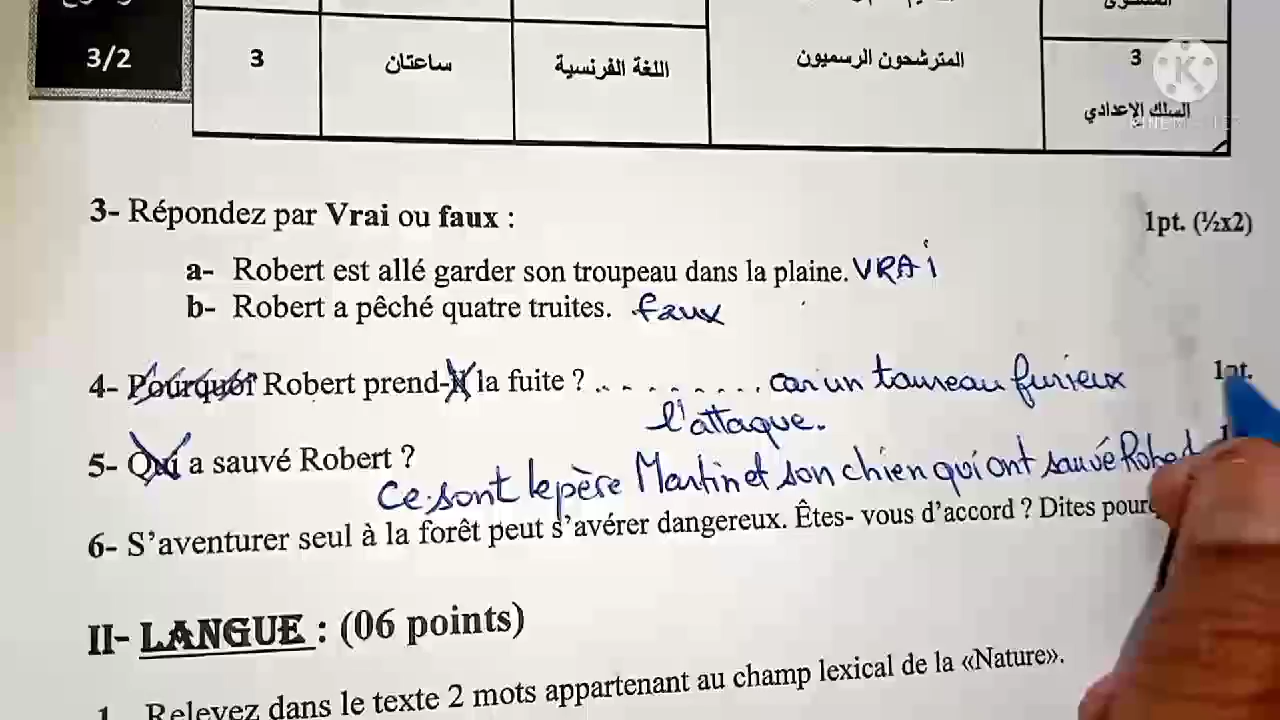 3/2
3
ساعتان
اللغة الفرنسية
المترشحون الرسميون
3
السلك الإعدادي
K
3- Répondez par Vrai ou faux :
1pt. (½x2)
a- Robert est allé garder son troupeau dans la plaine. VRAi
b- Robert a pêché quatre truites. faux
4- Pourquoi Robert prend-il la fuite ? .. . . . . . . . . . car un taureau furieux
1pt.
l'attaque.
5- Qui a sauvé Robert ?
ce sont le père Martin et son chien qui ont sauvé Robert
6- S'aventurer seul à la forêt peut s'avérer dangereux. Êtes- vous d'accord ? Dites
II- LANGUE : (06 points)
1 Relevez dans le texte 2 mots appartenant au champ lexical de la «Nature».